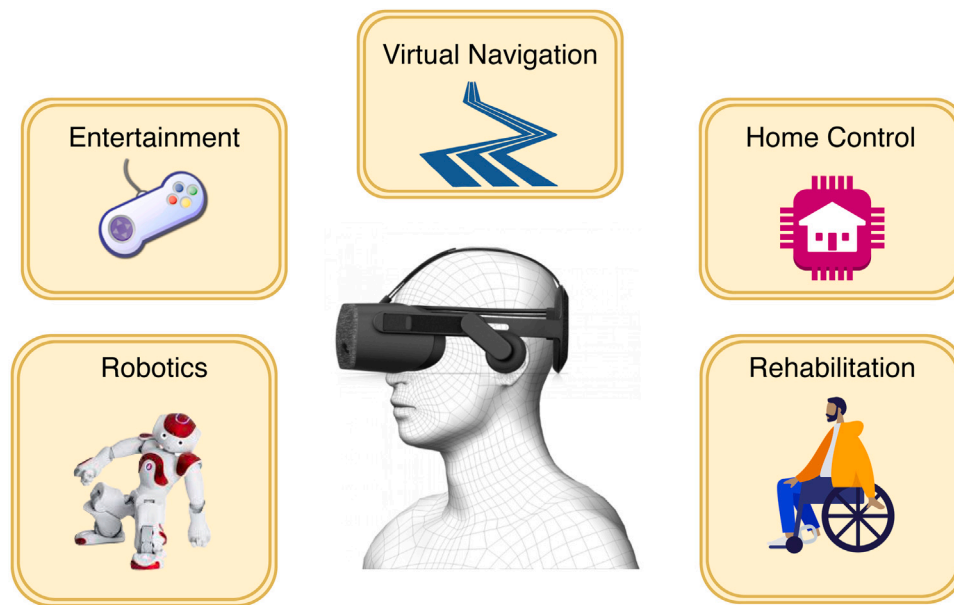 Virtual Navigation
Entertainment
Home Control
Robotics
Rehabilitation